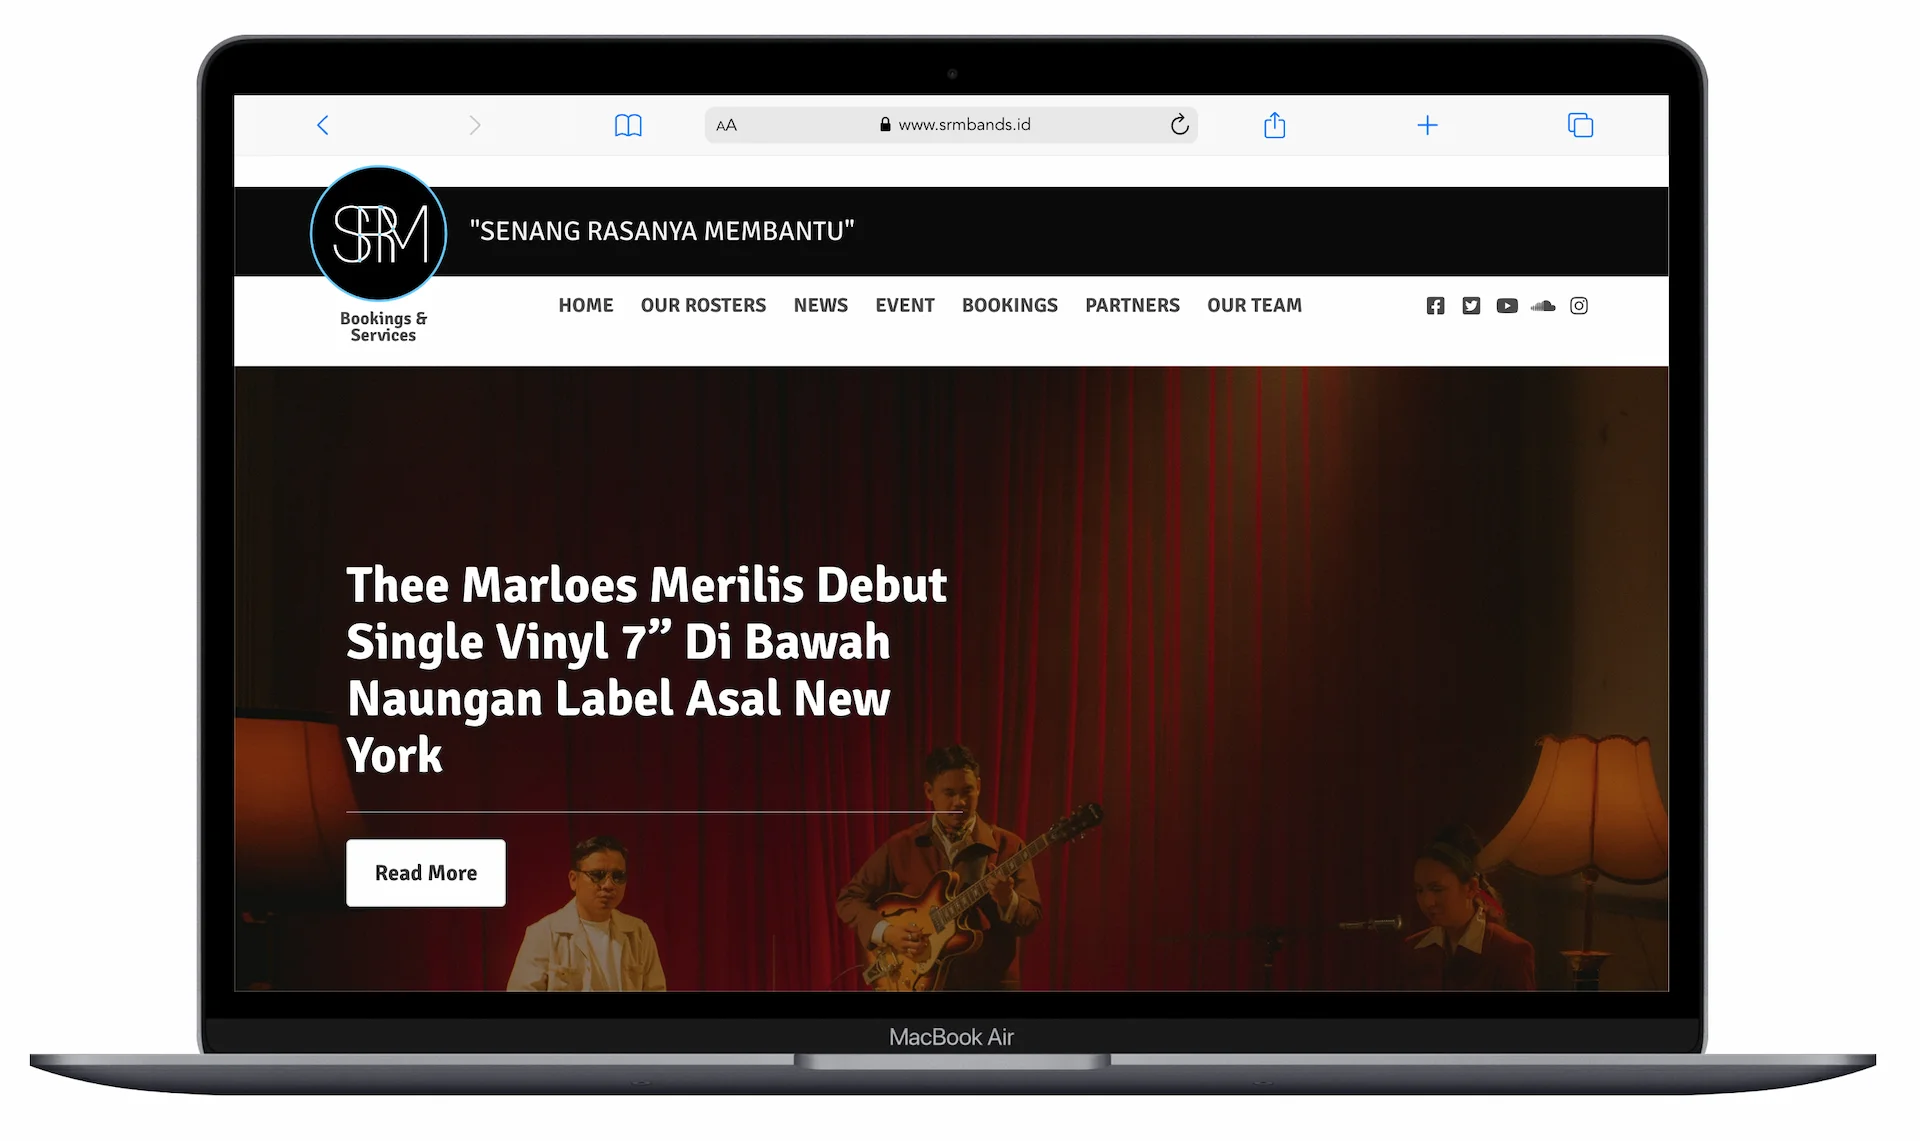 AA
www.srmbands.id
SRM
"SENANG RASANYA MEMBANTU"
Bookings &
Services
HOME OUR ROSTERS NEWS EVENT BOOKINGS PARTNERS OUR TEAM
Thee Marloes Merilis Debut
Single Vinyl 7” Di Bawah
Naungan Label Asal New
York
Read More
MacBook Air